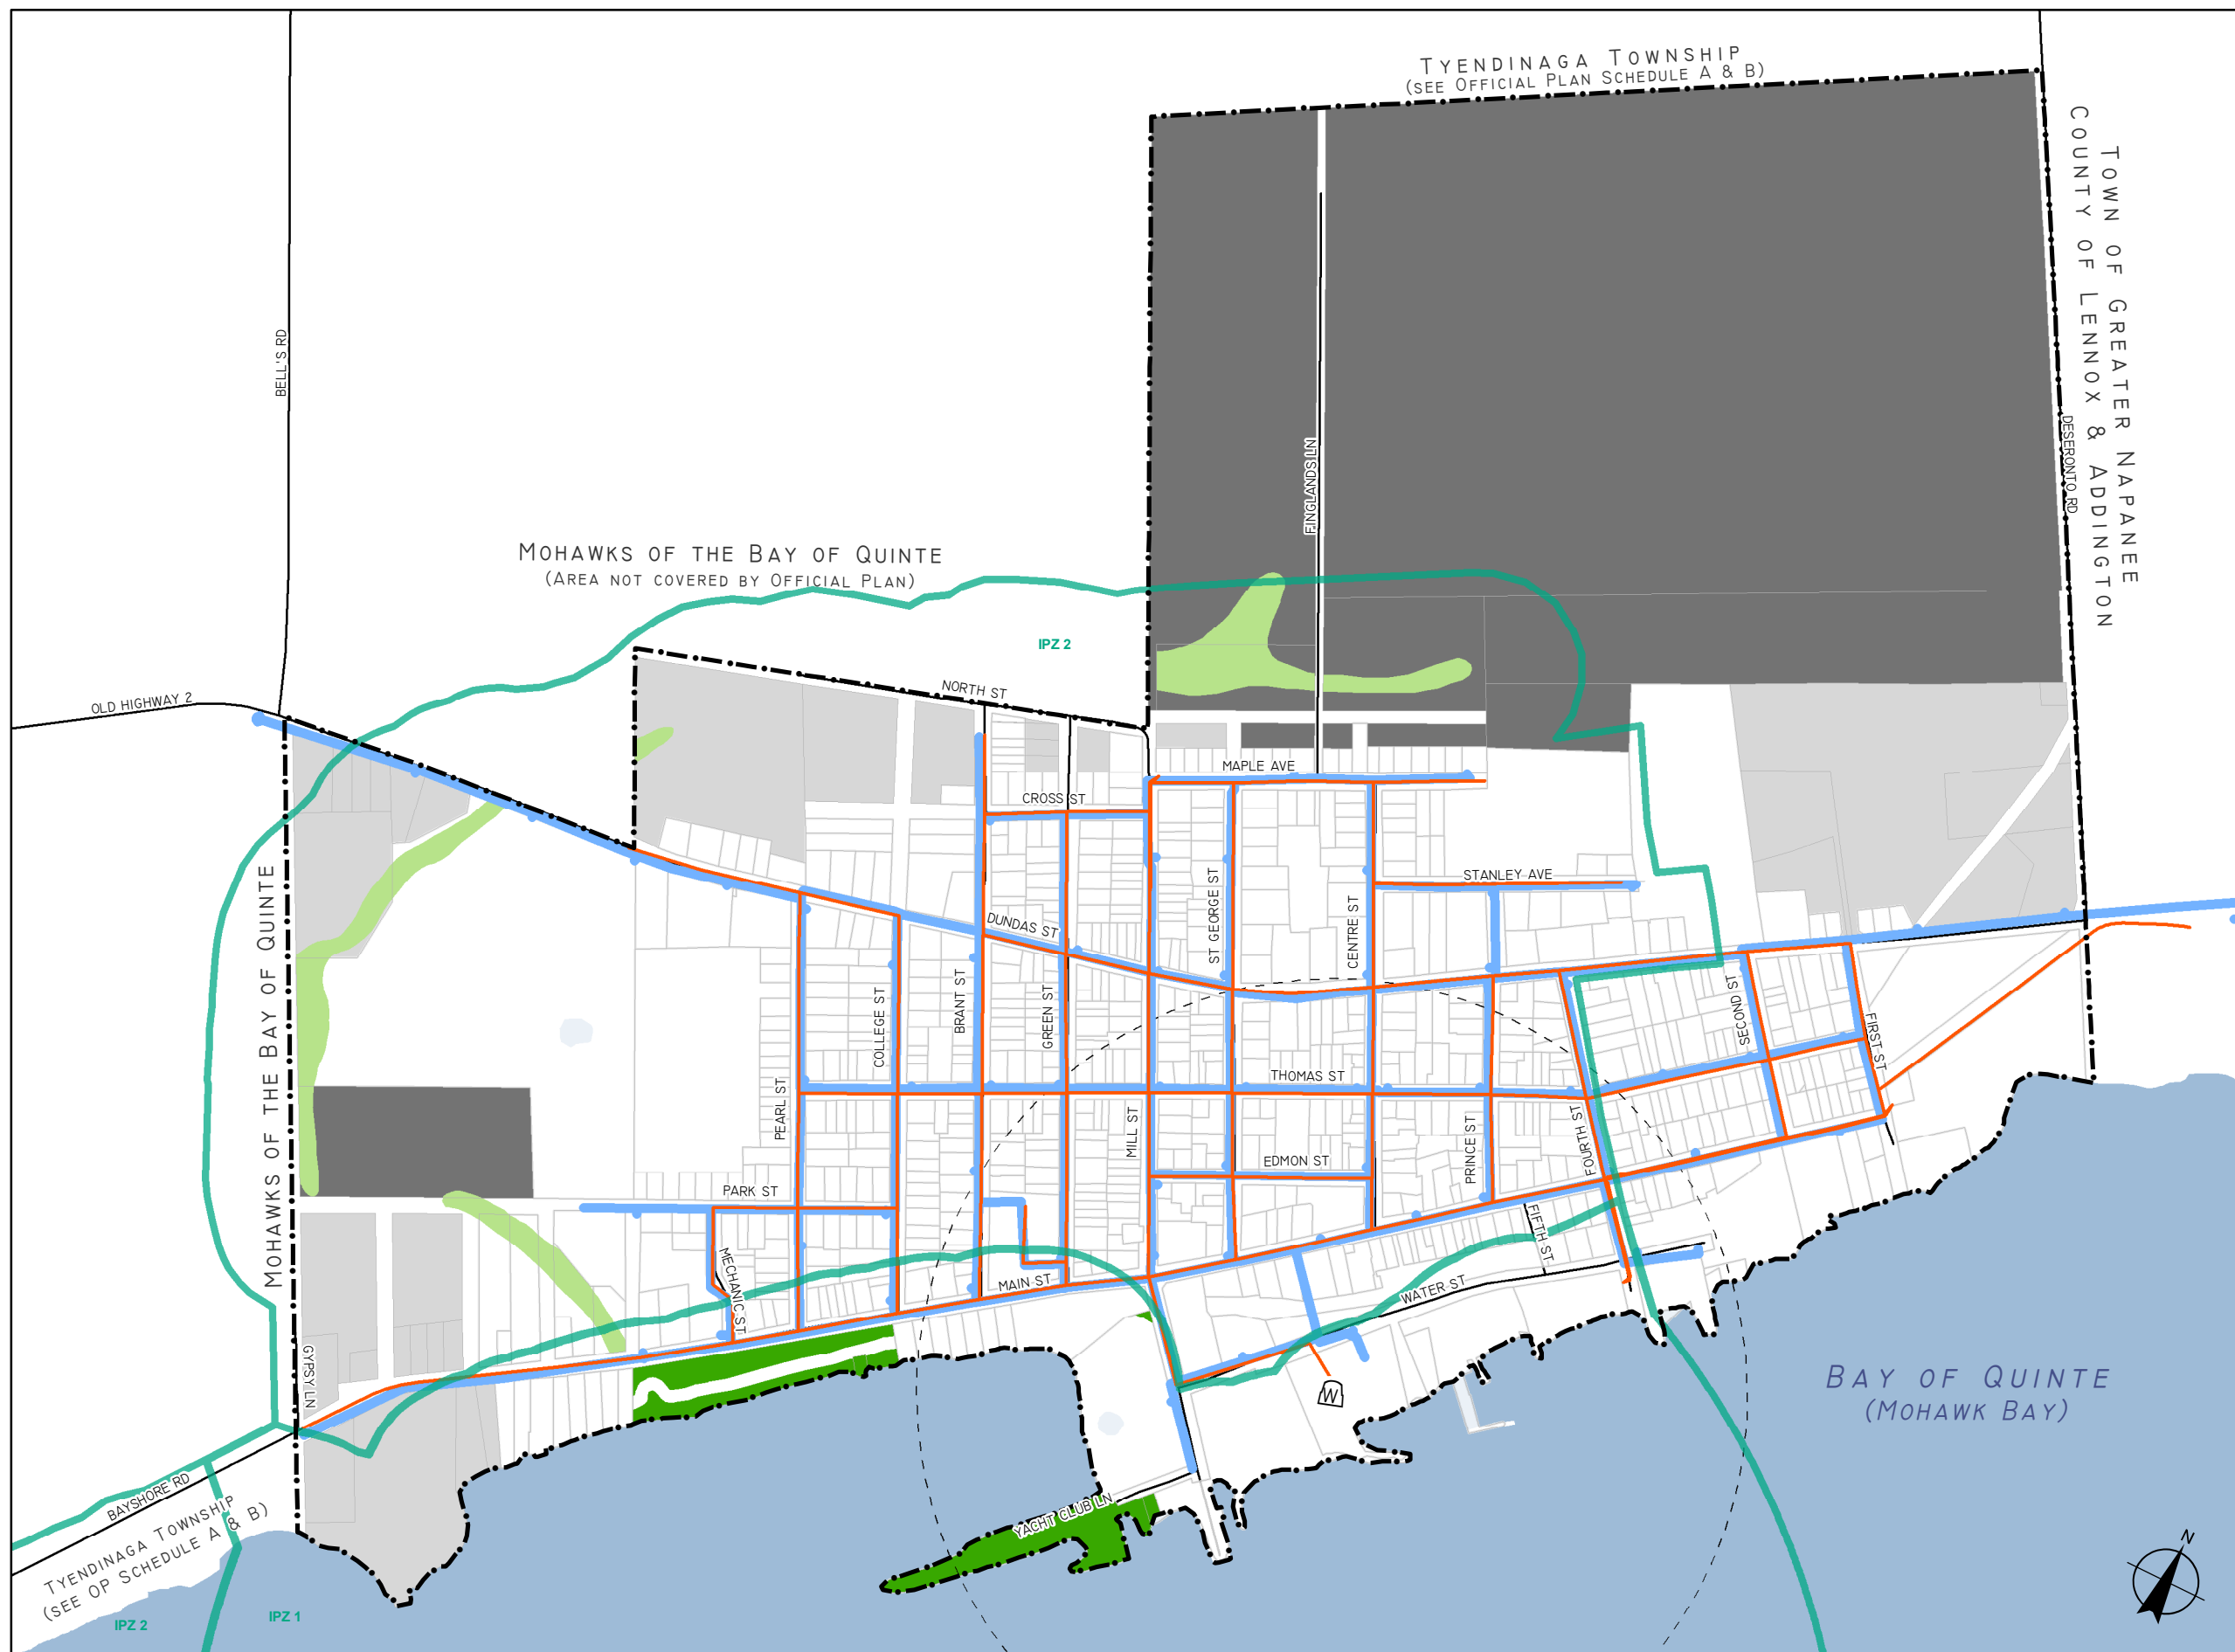 TYENDINAGA TOWNSHIP
(SEE OFFICIAL PLAN SCHEDULE A & B)
TOWN OF GREATER NAPANEE
COUNTY OF LENNOX & ADDINGTON
DESERONTO RD
BELL'S RD
FINGLANDS LN
MOHAWKS OF THE BAY OF QUINTE
(AREA NOT COVERED BY OFFICIAL PLAN)
IPZ 2
OLD HIGHWAY 2
NORTH ST
MAPLE AVE
CROSS ST
STANLEY AVE
DUNDAS ST
ST GEORGE ST
CENTRE ST
MOHAWKS OF THE BAY OF QUINTE
COLLEGE ST
BRANT ST
GREEN ST
SECOND ST
FIRST ST
THOMAS ST
PEARL ST
MILL ST
PRINCE ST
FOURTH ST
EDMON ST
PARK ST
FIFTH ST
MECHANIC ST
MAIN ST
WATER ST
GYPSY LN
W
BAY OF QUINTE
(MOHAWK BAY)
BAYSHORE RD
YACHT CLUB LN
TYENDINAGA TOWNSHIP
(SEE OP SCHEDULE A & B)
N
IPZ 2
IPZ 1